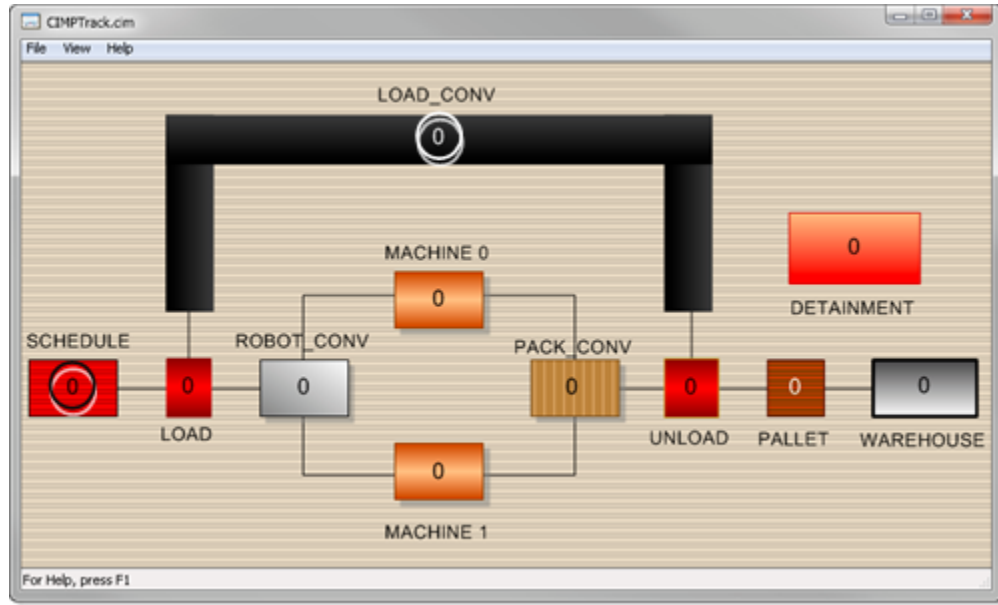 CIMPTrack.cim
File View Help
LOAD_CONV
0
MACHINE 0
0
0
DETAINMENT
SCHEDULE
ROBOT_CONV
PACK_CONV
0
0
0
0
0
0
0
LOAD
UNLOAD
PALLET
WAREHOUSE
0
MACHINE 1
For Help, press F1